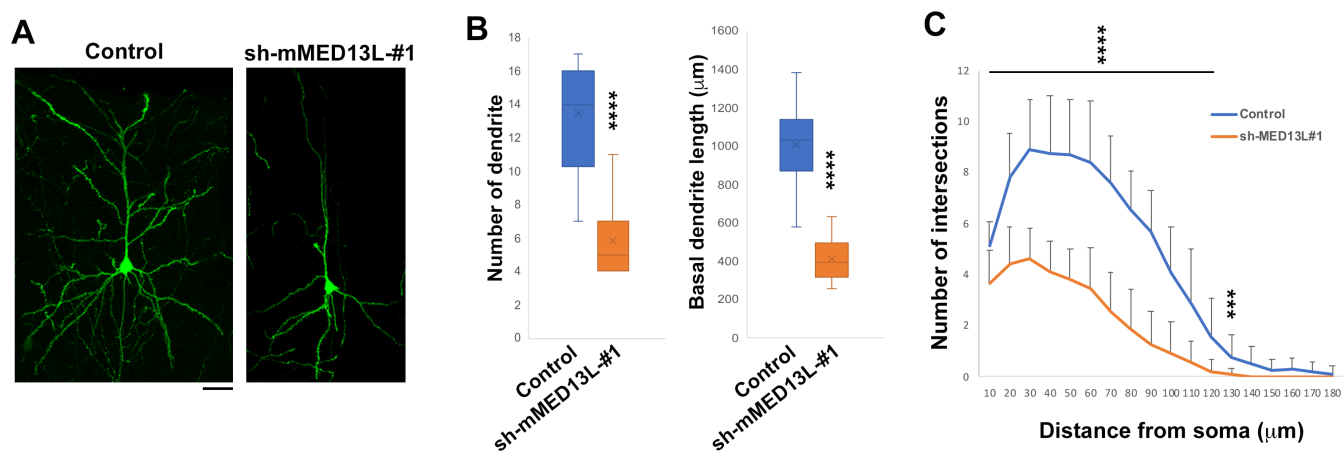 A
Control
sh-mMED13L-#1
B
Number of dendrite
18
16
14
12
10
8
6
4
2
0
****
Control
sh-mMED13L-#1
Basal dendrite length (μm)
1600
1400
1200
1000
800
600
400
200
0
****
Control
sh-mMED13L-#1
C
****
Number of intersections
12
10
8
6
4
2
0
Control
sh-MED13L#1
***
10 20 30 40 50 60 70 80 90 100 110 120 130 140 150 160 170 180
Distance from soma (μm)